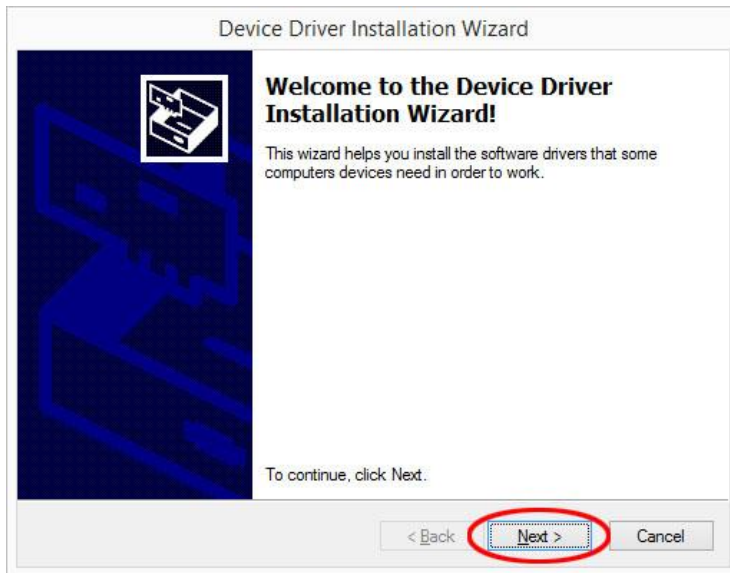 Device Driver Installation Wizard
Welcome to the Device Driver
Installation Wizard!
This wizard helps you install the software drivers that some
computers devices need in order to work.
To continue, click Next.
< Back
Next >
Cancel